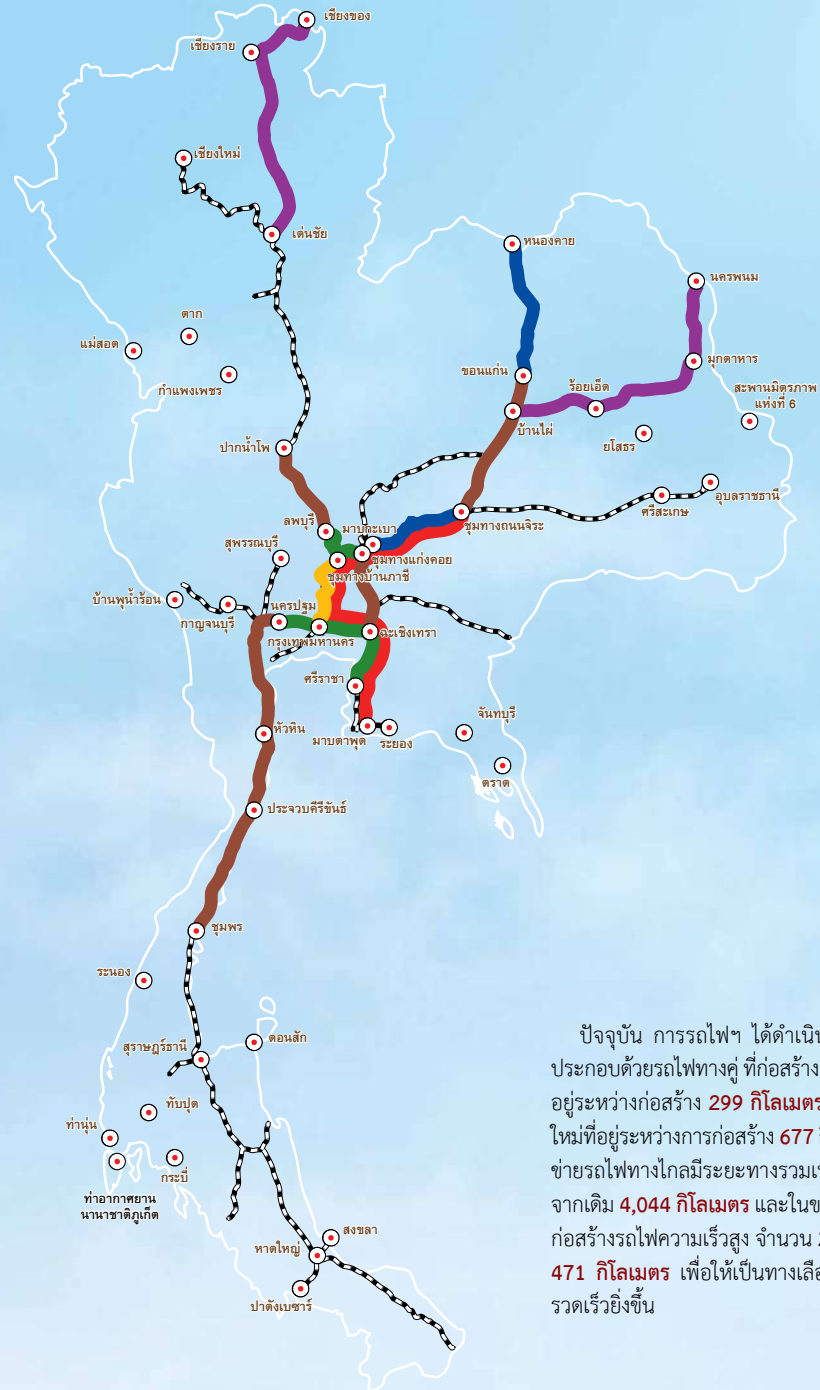 เชียงของ
เชียงราย
เชียงใหม่
เด่นชัย
หนองคาย
นครพนม
ตาก
แม่สอด
กำแพงเพชร
ขอนแก่น
ร้อยเอ็ด
มุกดาหาร
สะพานมิตรภาพ
แห่งที่ 6
บ้านไผ่
ยโสธร
ปากน้ำโพ
อุบลราชธานี
ศรีสะเกษ
ลพบุรี
มาบกะเบา
ชุมทางถนนจิระ
สุพรรณบุรี
ชุมทางแก่งคอย
ชุมทางบ้านภาชี
บ้านพุน้ำร้อน
กาญจนบุรี
นครปฐม
กรุงเทพมหานคร
ฉะเชิงเทรา
ศรีราชา
มาบตาพุด
ระยอง
จันทบุรี
ตราด
หัวหิน
ประจวบคีรีขันธ์
ชุมพร
ระนอง
สุราษฎร์ธานี
ดอนสัก
ทับปุด
ท่านุ่น
กระบี่
ท่าอากาศยาน
นานาชาติภูเก็ต
สงขลา
หาดใหญ่
ปาดังเบซาร์
ปัจจุบัน การรถไฟฯ ได้ดำเนิน
ประกอบด้วยรถไฟทางคู่ ที่ก่อสร้าง
อยู่ระหว่างก่อสร้าง 299 กิโลเมตร
ใหม่ที่อยู่ระหว่างการก่อสร้าง 677
ข่ายรถไฟทางไกลมีระยะทางรวม
จากเดิม 4,044 กิโลเมตร และในข
ก่อสร้างรถไฟความเร็วสูง จำนวน
471 กิโลเมตร เพื่อให้เป็นทางเลือ
รวดเร็วยิ่งขึ้น